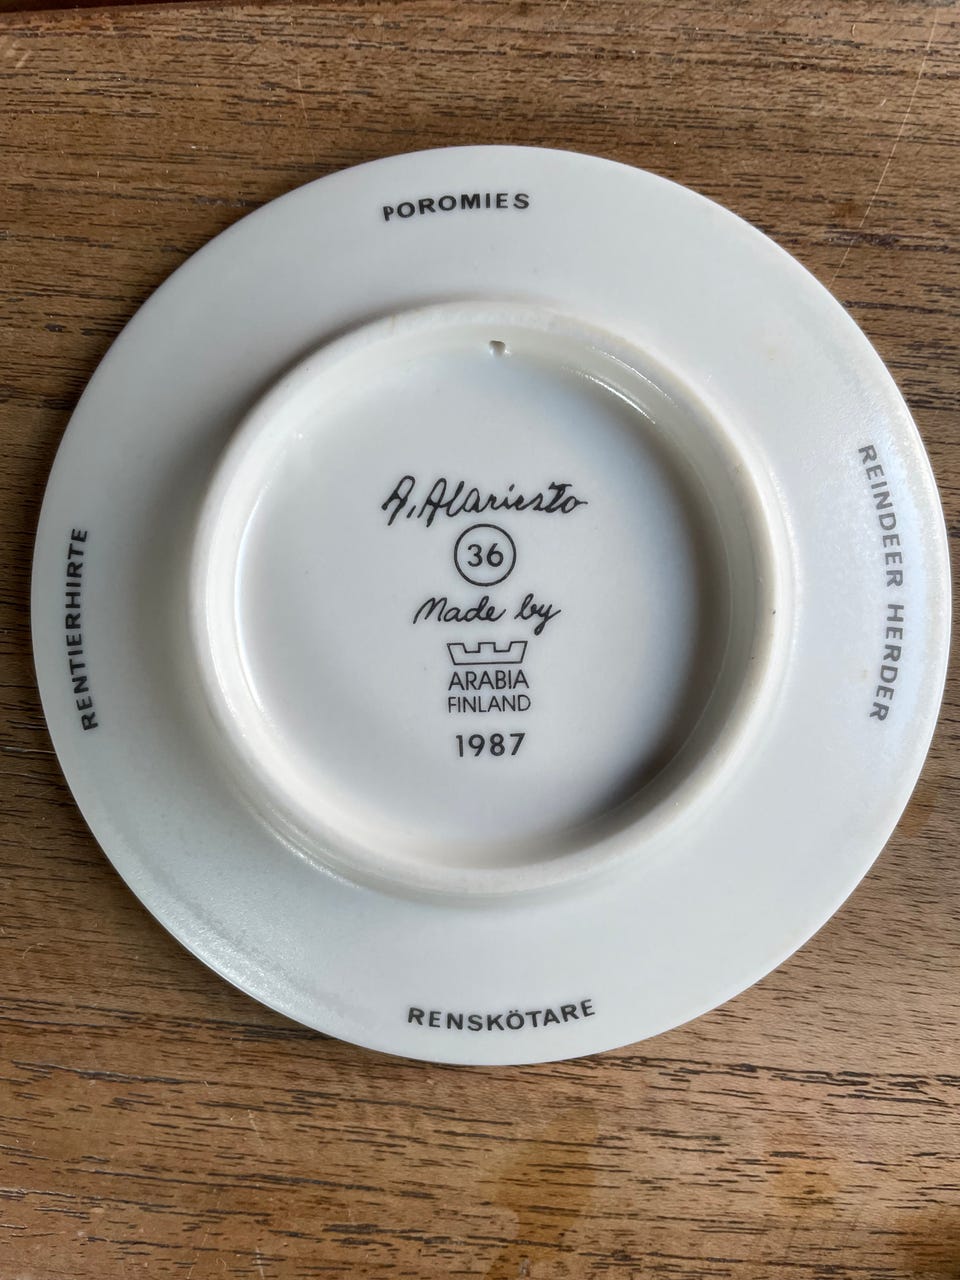 POROMIES
REINDEER HERDER
RENTIERHIRTE
A. Alariesto
36
Made by
ARABIA
FINLAND
1987
RENSKÖTARE